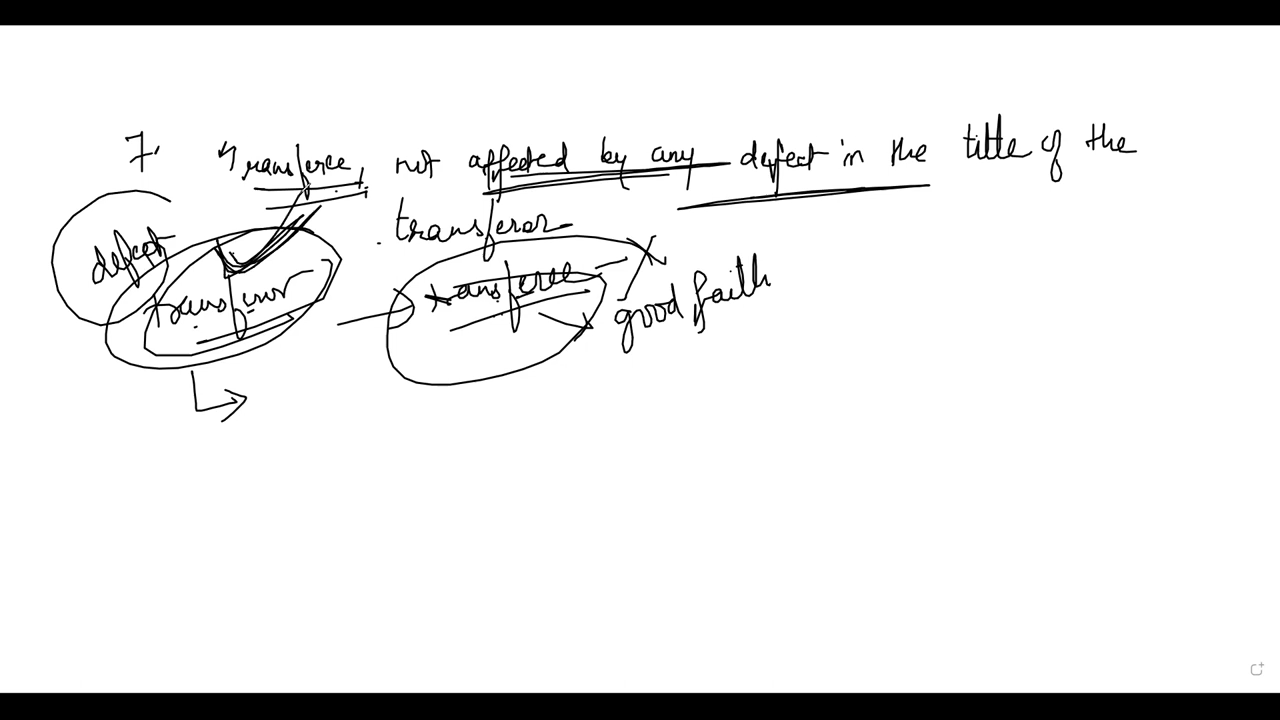 7. Transferee, not affected by any defect in the title of the
transferor
defect
transferor
transferee
good faith